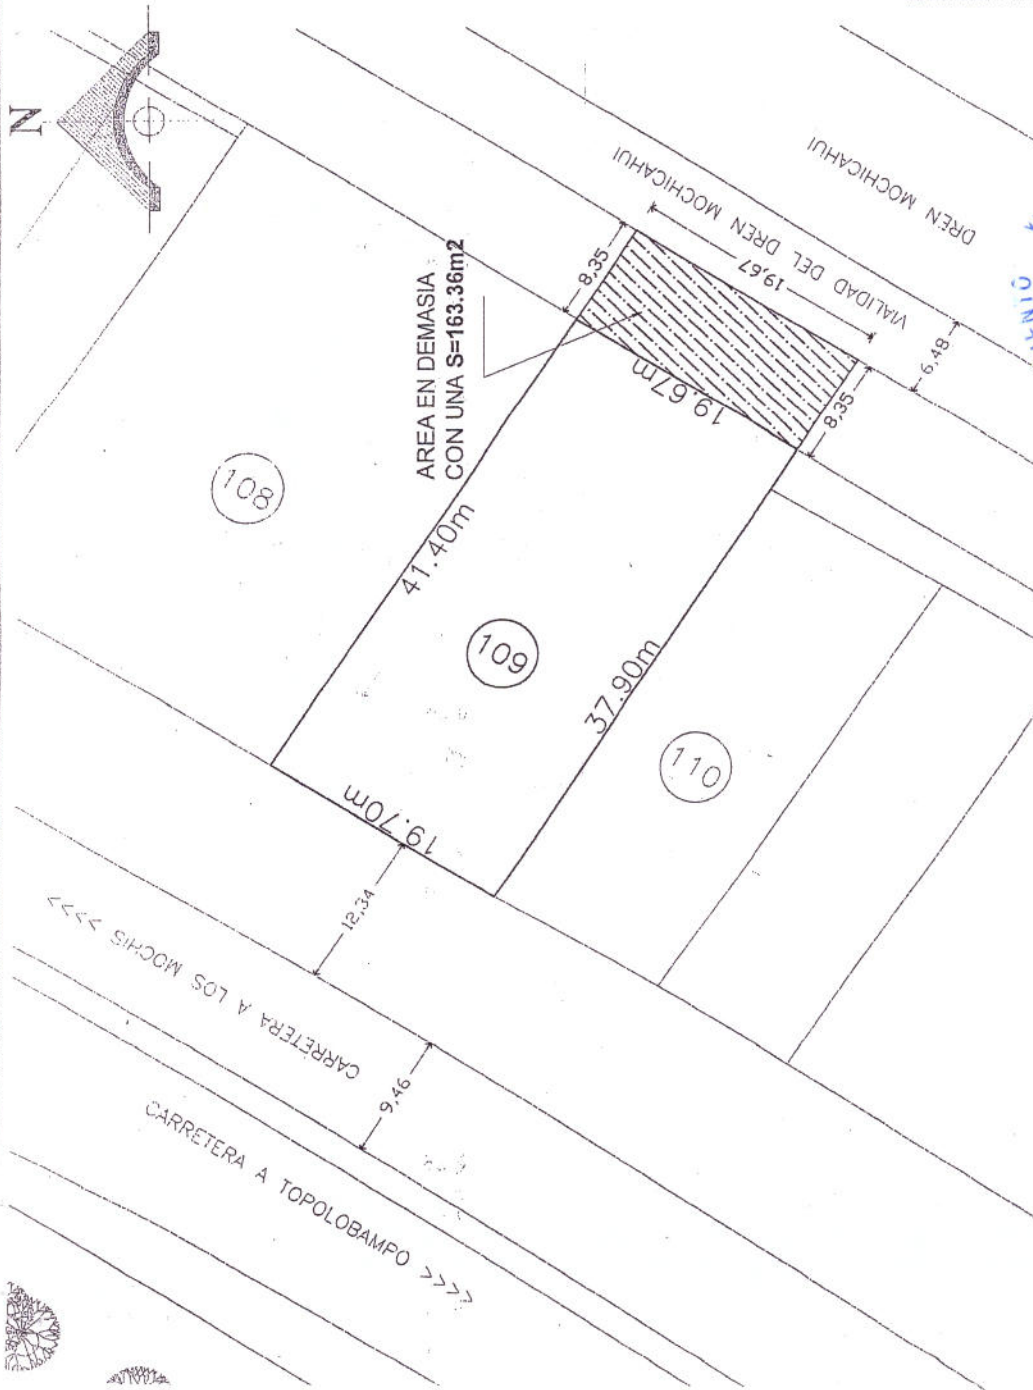 N
DREN MOCHICAHUI
VIALIDAD DEL DREN MOCHICAHUI
AREA EN DEMASIA
CON UNA S=163.36m2
8,35
19,67
19.67m
8,35
6,48
108
41.40m
109
37.90m
110
19.70m
12,34
CARRETERA A LOS MOCHIS >>>>
9,46
CARRETERA A TOPOLOBAMPO >>>>